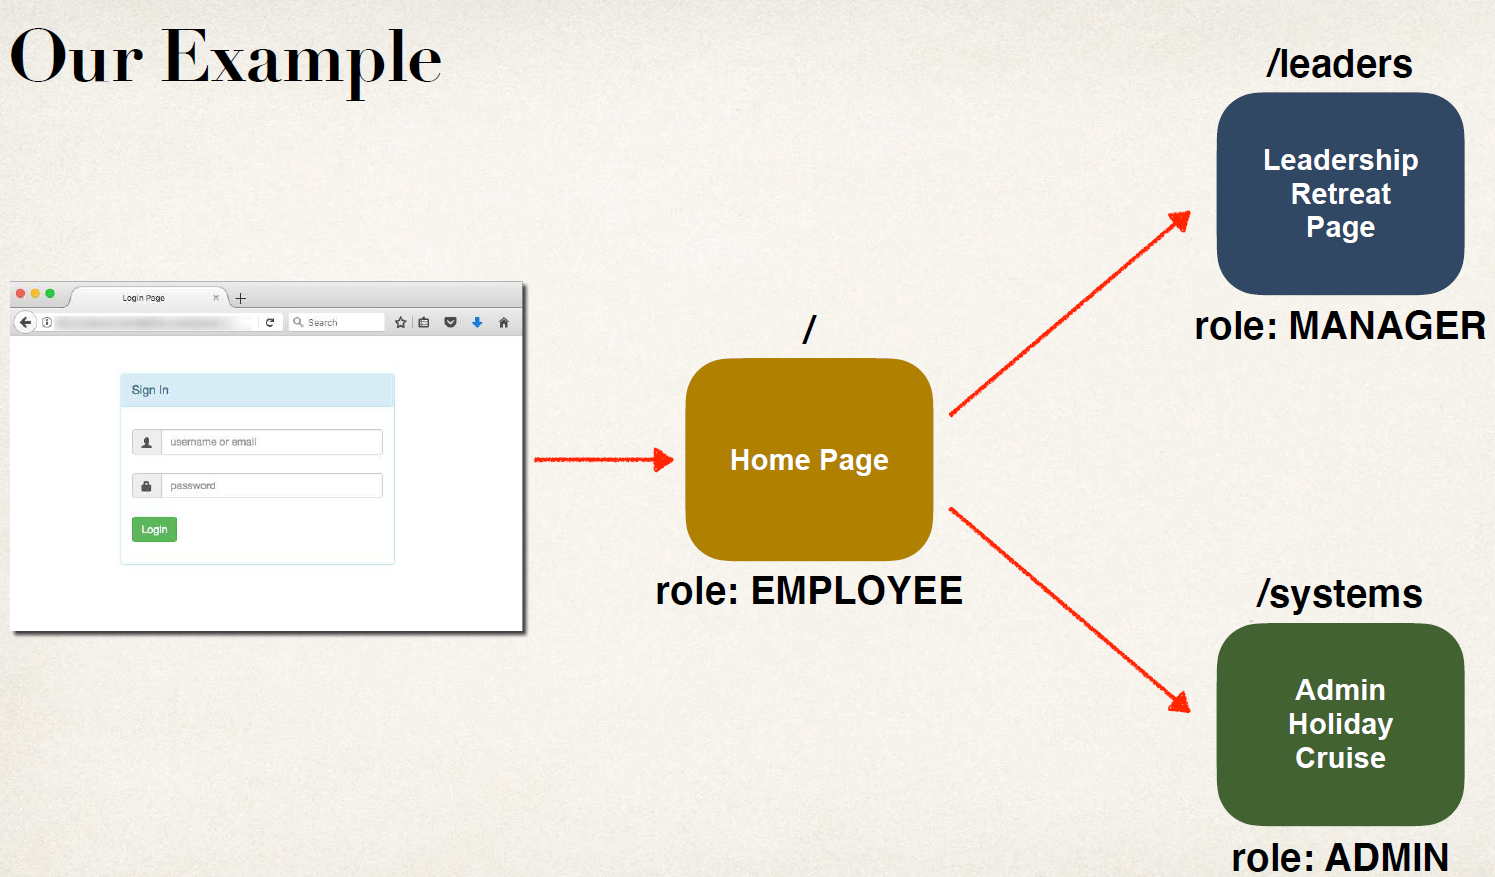 Our Example
Login Page
Search
Sign In
username or email
password
Login
/
Home Page
role: EMPLOYEE
/leaders
Leadership
Retreat
Page
role: MANAGER
/systems
Admin
Holiday
Cruise
role: ADMIN